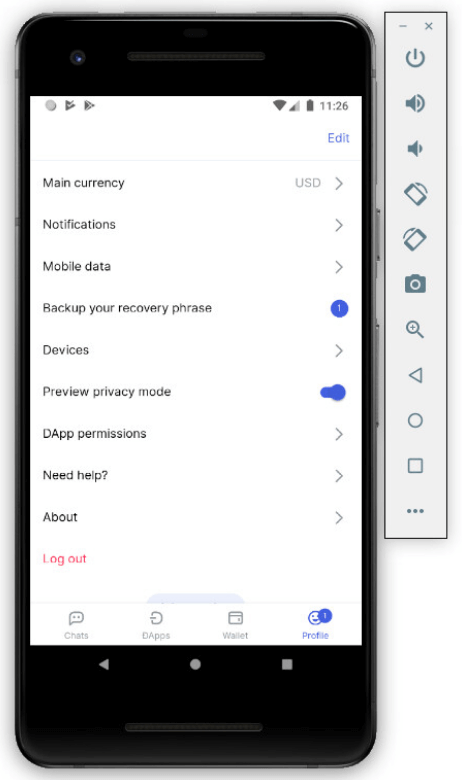 11:26
Edit
Main currency USD
Notifications
Mobile data
Backup your recovery phrase 1
Devices
Preview privacy mode
DApp permissions
Need help?
About
Log out
1
Chats ÐApps Wallet Profile